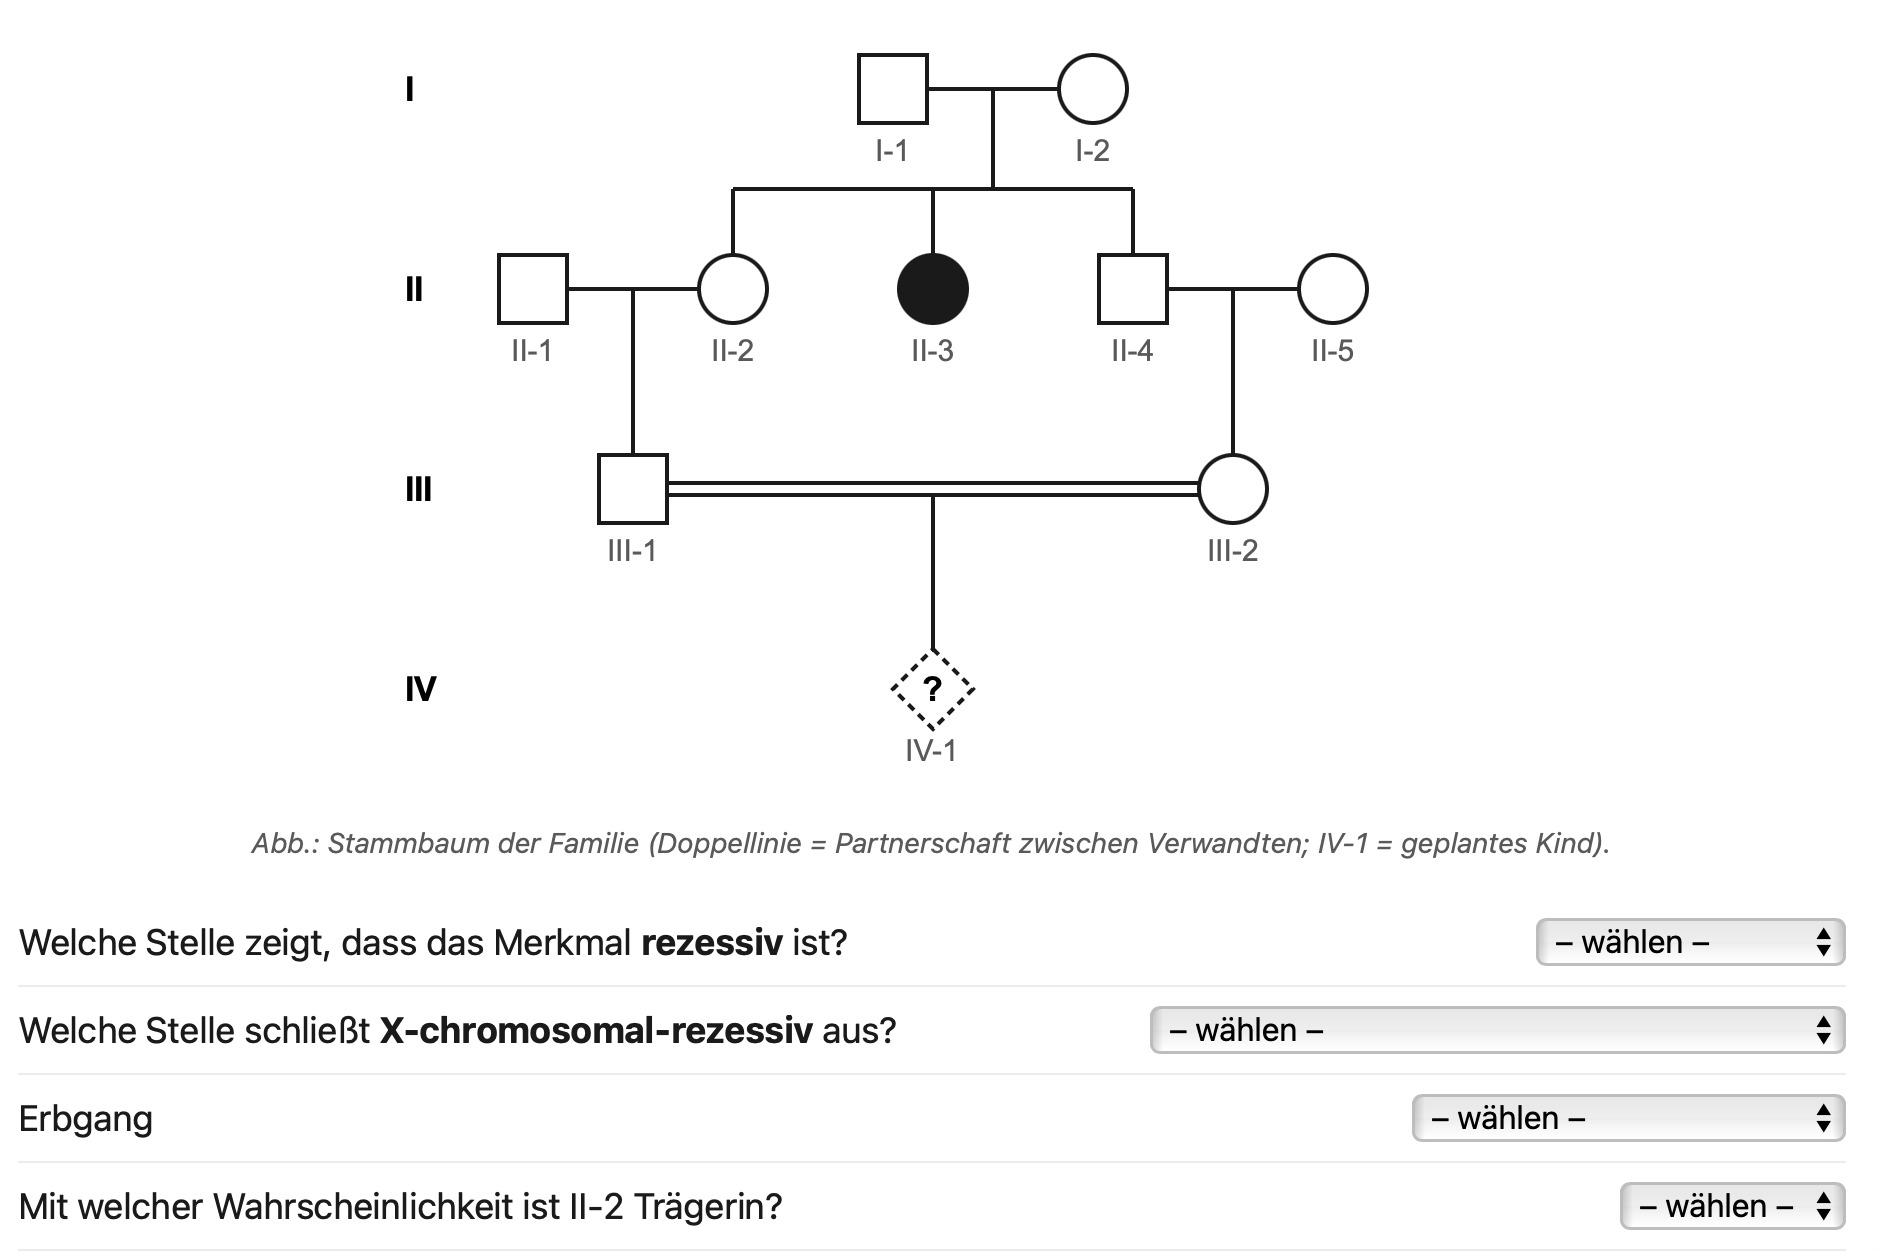 I
I-1 I-2
II
II-1 II-2 II-3 II-4 II-5
III
III-1 III-2
IV ?
IV-1
Abb.: Stammbaum der Familie (Doppellinie = Partnerschaft zwischen Verwandten; IV-1 = geplantes Kind).
Welche Stelle zeigt, dass das Merkmal rezessiv ist? – wählen –
Welche Stelle schließt X-chromosomal-rezessiv aus? – wählen –
Erbgang – wählen –
Mit welcher Wahrscheinlichkeit ist II-2 Trägerin? – wählen –